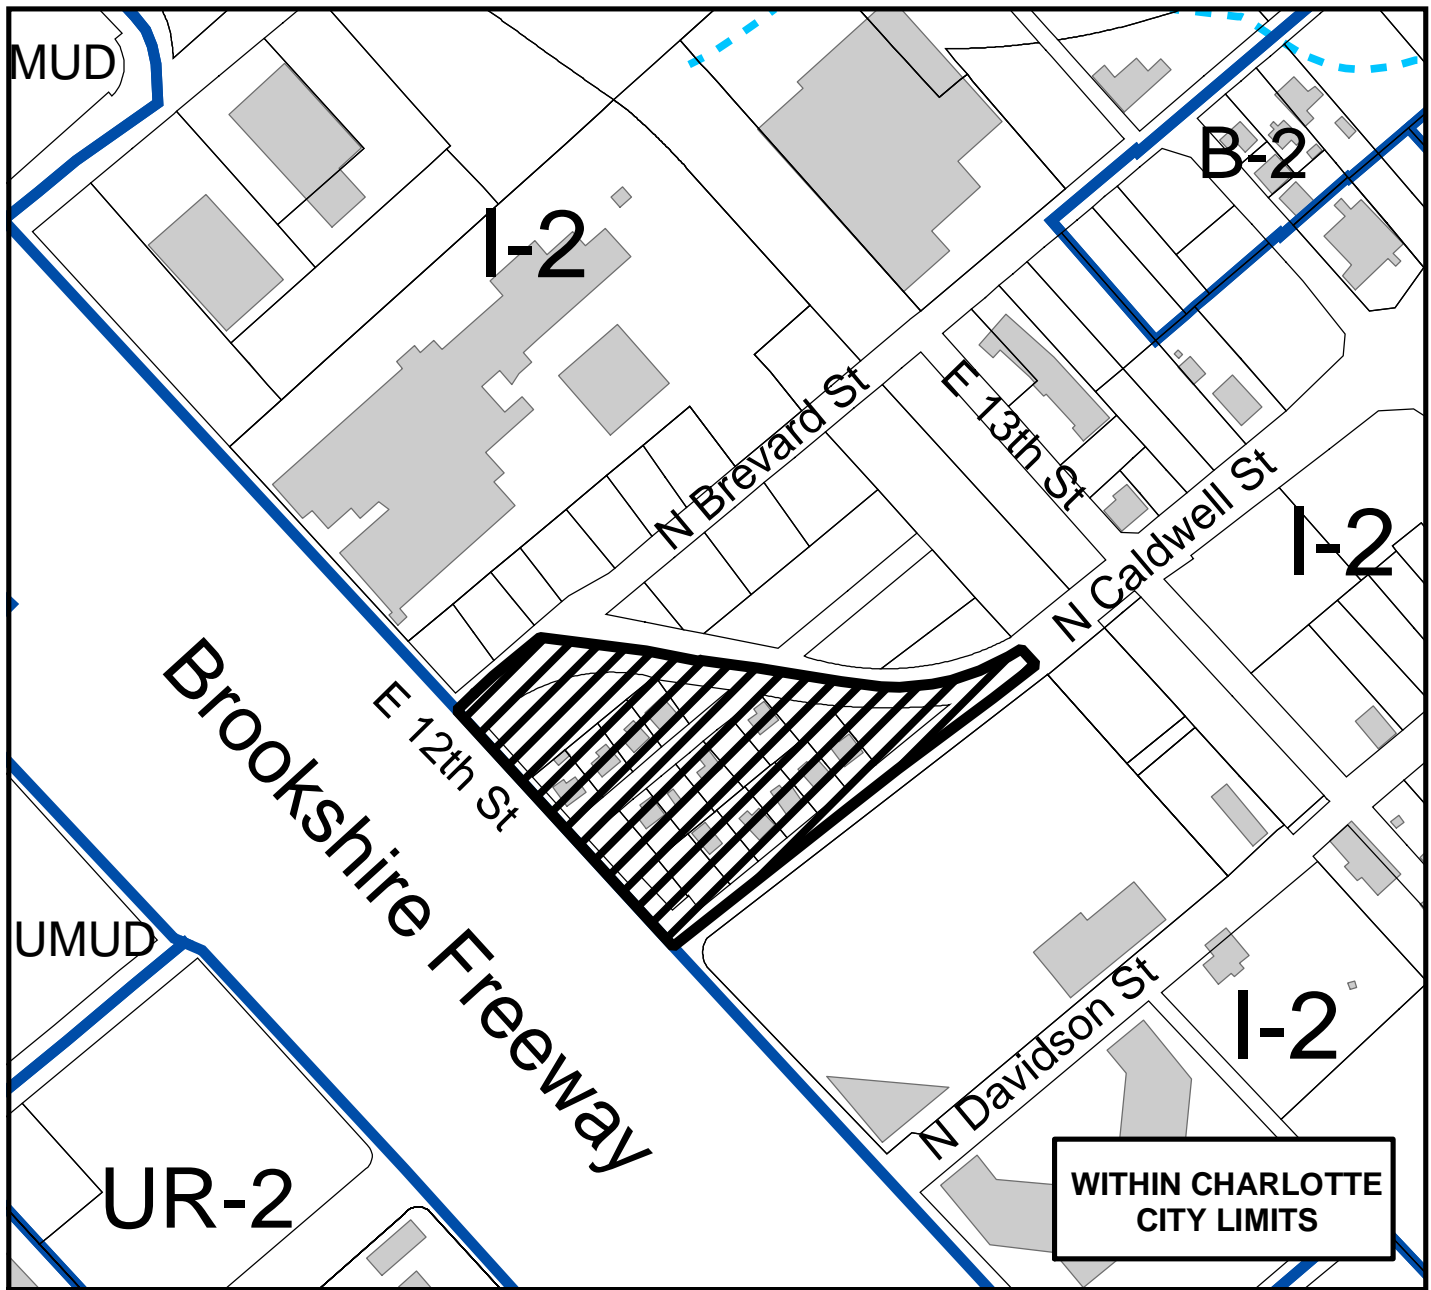 MUD
B-2
I-2
N Brevard St
E 13th St
N Caldwell St
I-2
E 12th St
Brookshire Freeway
UMUD
N Davidson St
I-2
UR-2
WITHIN CHARLOTTE
CITY LIMITS